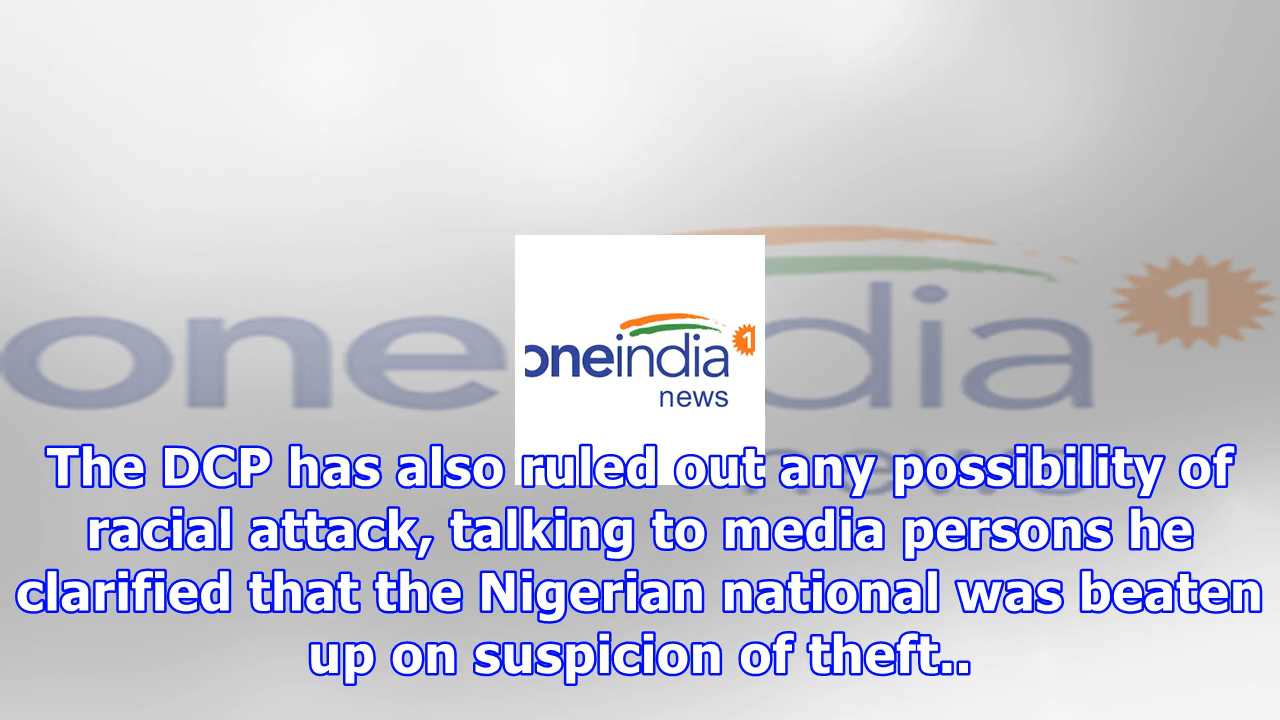 oneindia 1
news
The DCP has also ruled out any possibility of
racial attack, talking to media persons he
clarified that the Nigerian national was beaten
up on suspicion of theft..